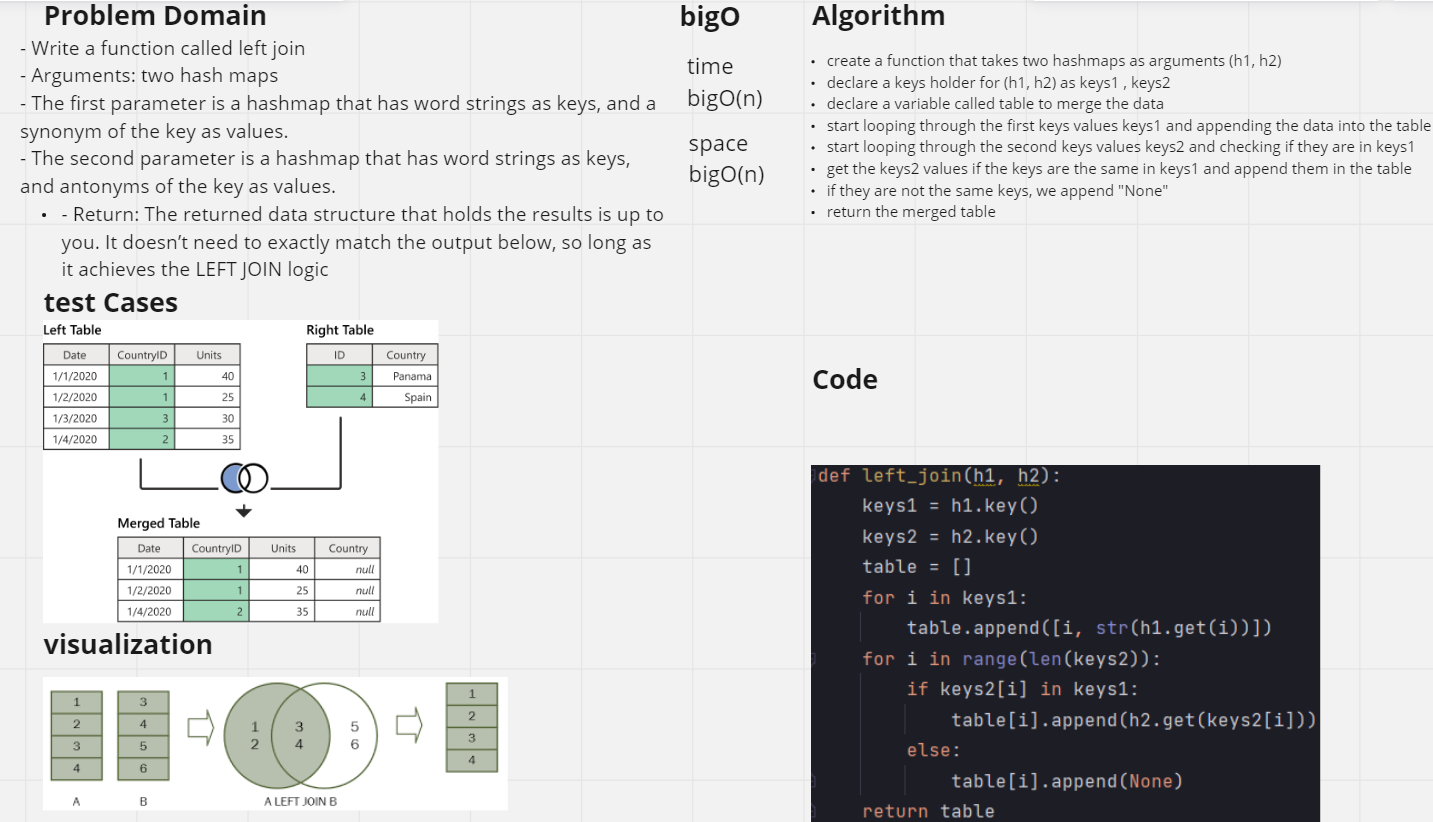 Problem Domain
- Write a function called left join
- Arguments: two hash maps
- The first parameter is a hashmap that has word strings as keys, and a
synonym of the key as values.
- The second parameter is a hashmap that has word strings as keys,
and antonyms of the key as values.
• - Return: The returned data structure that holds the results is up to
you. It doesn’t need to exactly match the output below, so long as
it achieves the LEFT JOIN logic
test Cases
Left Table
Date CountryID Units
1/1/2020 1 40
1/2/2020 1 25
1/3/2020 3 30
1/4/2020 2 35
Right Table
ID Country
3 Panama
4 Spain
Merged Table
Date CountryID Units Country
1/1/2020 1 40 null
1/2/2020 1 25 null
1/4/2020 2 35 null
visualization
1 3
2 4
3 5
4 6
A B
1 3 5
2 4 6
A LEFT JOIN B
1
2
3
4
bigO
time
bigO(n)
space
bigO(n)
Algorithm
• create a function that takes two hashmaps as arguments (h1, h2)
• declare a keys holder for (h1, h2) as keys1 , keys2
• declare a variable called table to merge the data
• start looping through the first keys values keys1 and appending the data into the table
• start looping through the second keys values keys2 and checking if they are in keys1
• get the keys2 values if the keys are the same in keys1 and append them in the table
• if they are not the same keys, we append "None"
• return the merged table
Code
def left_join(h1, h2):
    keys1 = h1.key()
    keys2 = h2.key()
    table = []
    for i in keys1:
        table.append([i, str(h1.get(i))])
    for i in range(len(keys2)):
        if keys2[i] in keys1:
            table[i].append(h2.get(keys2[i]))
        else:
            table[i].append(None)
    return table